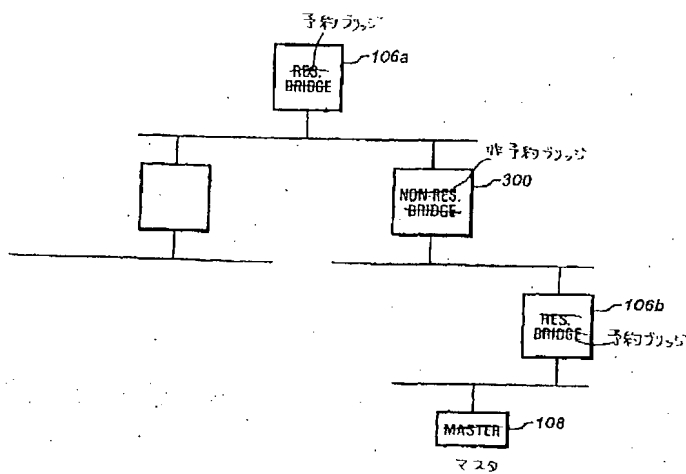 予約ブリッジ
106a
RES.
BRIDGE
非予約ブリッジ
300
NON-RES.
BRIDGE
106b
RES.
BRIDGE
予約ブリッジ
MASTER
108
マスタ